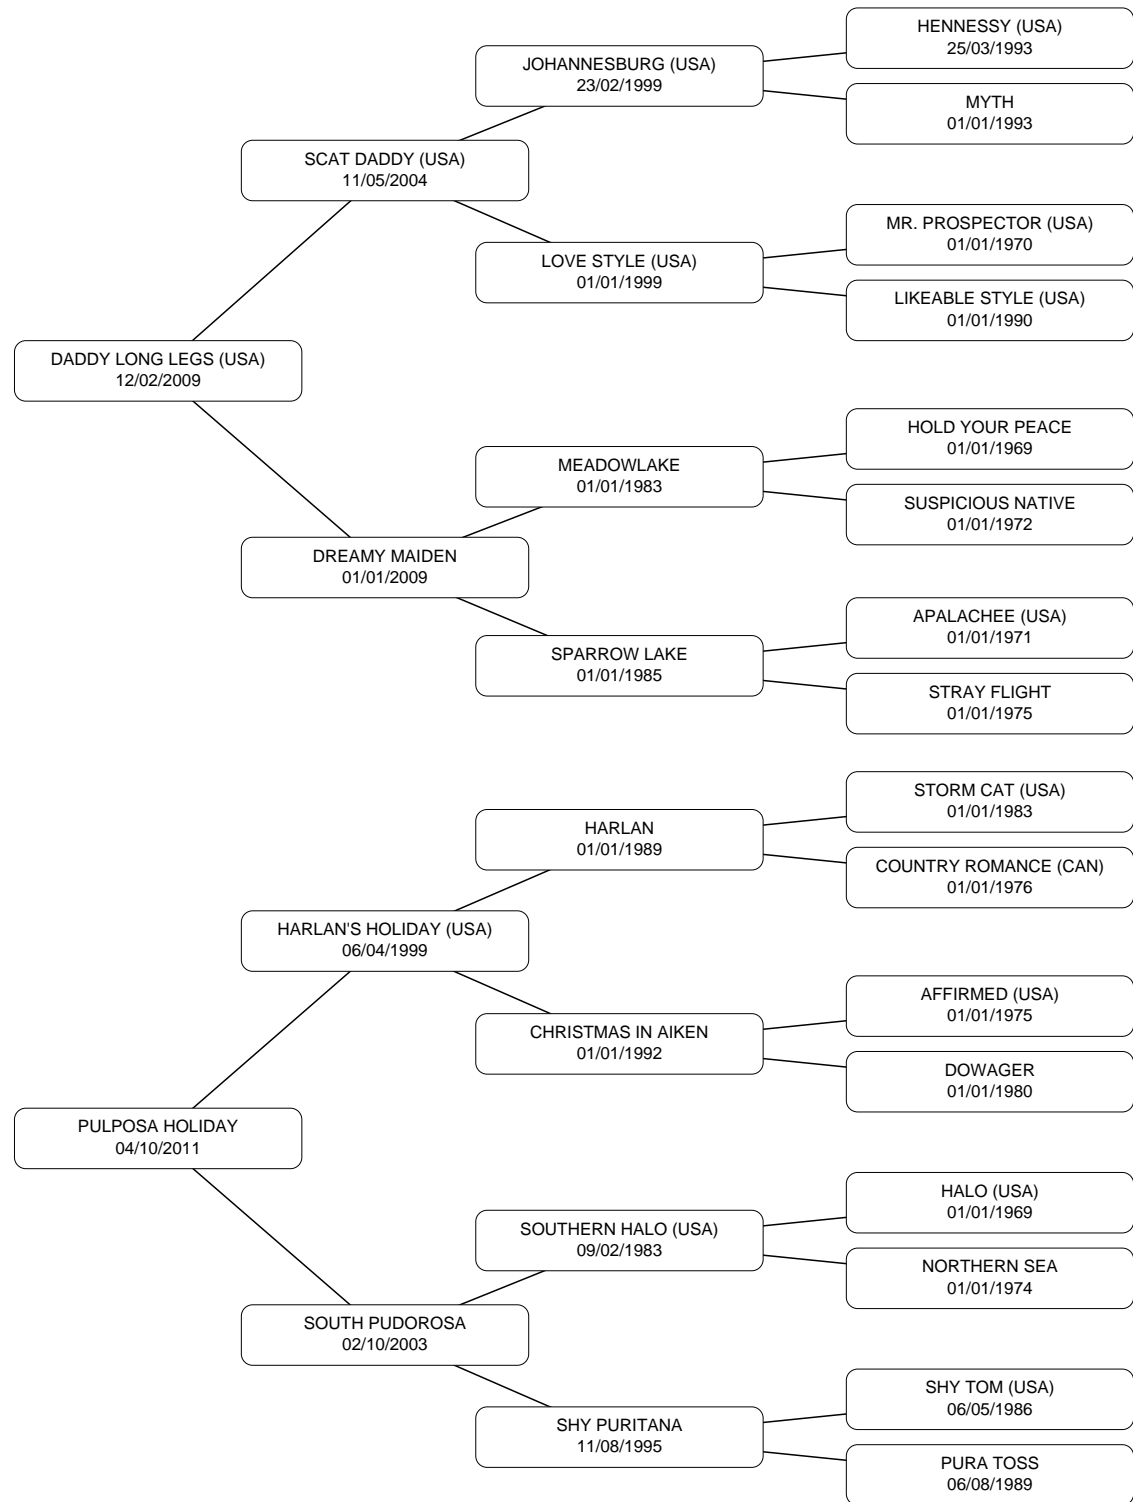 HENNESSY (USA)
25/03/1993
JOHANNESBURG (USA)
23/02/1999
MYTH
01/01/1993
SCAT DADDY (USA)
11/05/2004
MR. PROSPECTOR (USA)
01/01/1970
LOVE STYLE (USA)
01/01/1999
LIKEABLE STYLE (USA)
01/01/1990
DADDY LONG LEGS (USA)
12/02/2009
HOLD YOUR PEACE
01/01/1969
MEADOWLAKE
01/01/1983
SUSPICIOUS NATIVE
01/01/1972
DREAMY MAIDEN
01/01/2009
APALACHEE (USA)
01/01/1971
SPARROW LAKE
01/01/1985
STRAY FLIGHT
01/01/1975
STORM CAT (USA)
01/01/1983
HARLAN
01/01/1989
COUNTRY ROMANCE (CAN)
01/01/1976
HARLAN'S HOLIDAY (USA)
06/04/1999
AFFIRMED (USA)
01/01/1975
CHRISTMAS IN AIKEN
01/01/1992
DOWAGER
01/01/1980
PULPOSA HOLIDAY
04/10/2011
HALO (USA)
01/01/1969
SOUTHERN HALO (USA)
09/02/1983
NORTHERN SEA
01/01/1974
SOUTH PUDOROSA
02/10/2003
SHY TOM (USA)
06/05/1986
SHY PURITANA
11/08/1995
PURA TOSS
06/08/1989